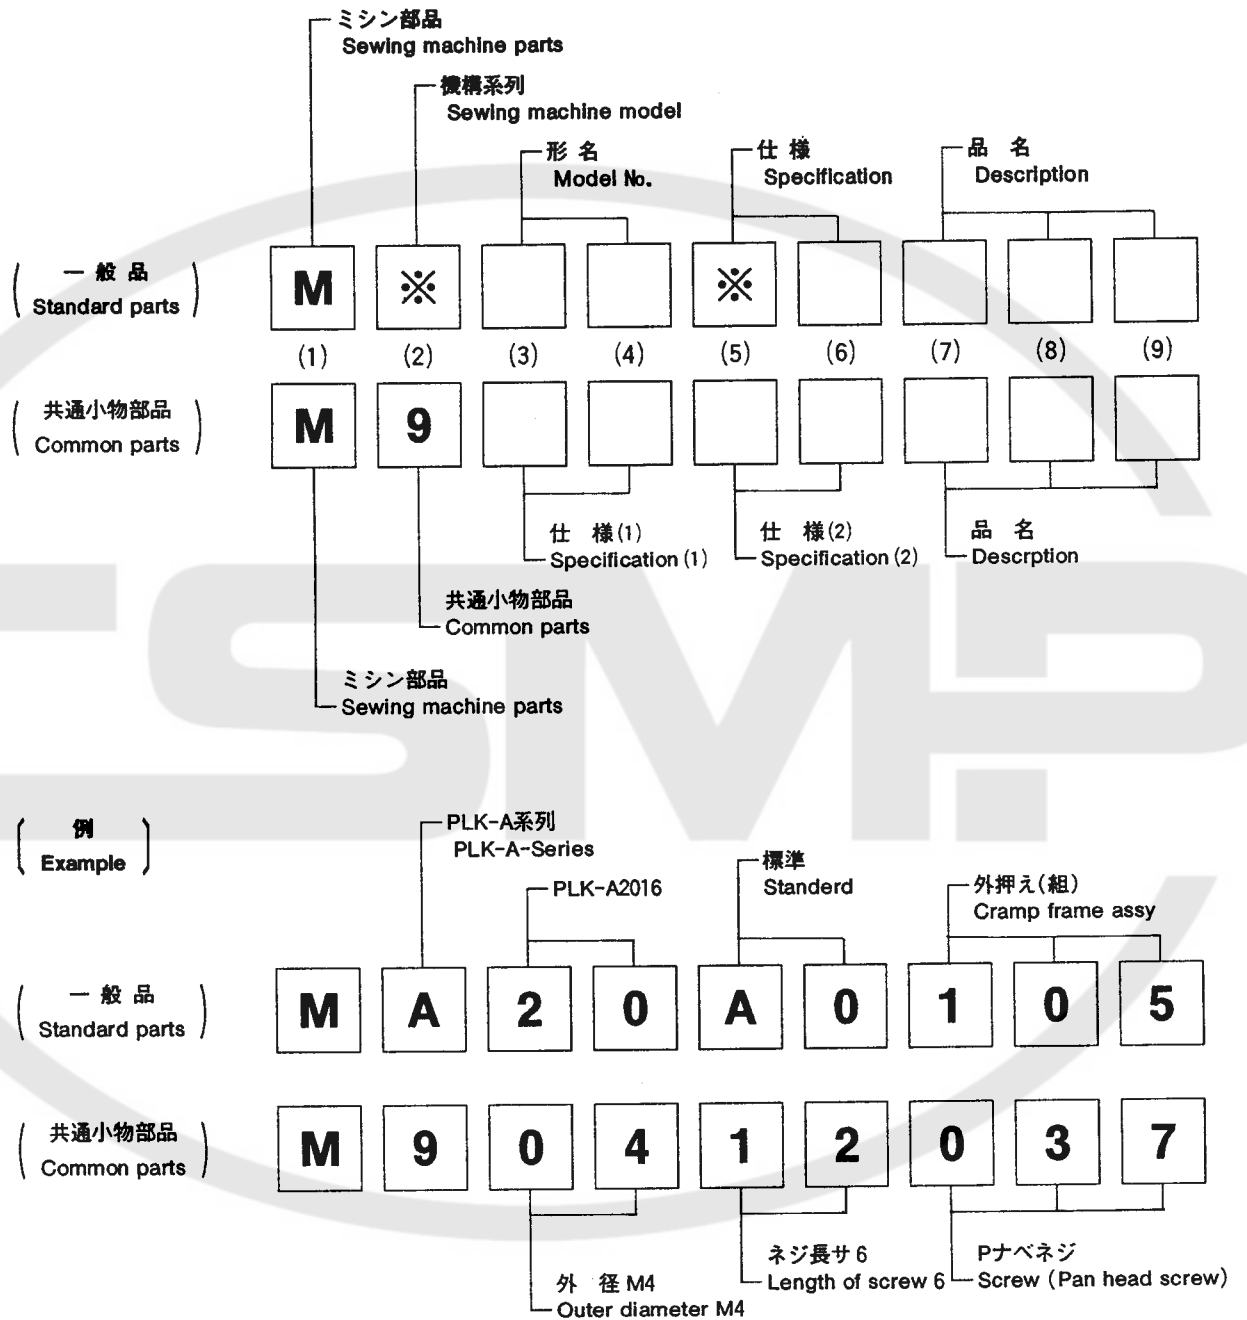 ミシン部品
Sewing machine parts
機構系列
Sewing machine model
形 名
Model No.
仕 様
Specification
品 名
Description
一 般 品
Standard parts
M ※ ※
(1) (2) (3) (4) (5) (6) (7) (8) (9)
共通小物部品
Common parts
M 9
仕 様(1)
Specification (1)
仕 様(2)
Specification (2)
品 名
Descrption
共通小物部品
Common parts
ミシン部品
Sewing machine parts
CSMP
例
Example
PLK-A系列
PLK-A-Series
PLK-A2016
標準
Standerd
外押え(組)
Cramp frame assy
一 般 品
Standard parts
M A 2 0 A 0 1 0 5
共通小物部品
Common parts
M 9 0 4 1 2 0 3 7
外 径 M4
Outer diameter M4
ネジ長サ 6
Length of screw 6
Pナベネジ
Screw (Pan head screw)